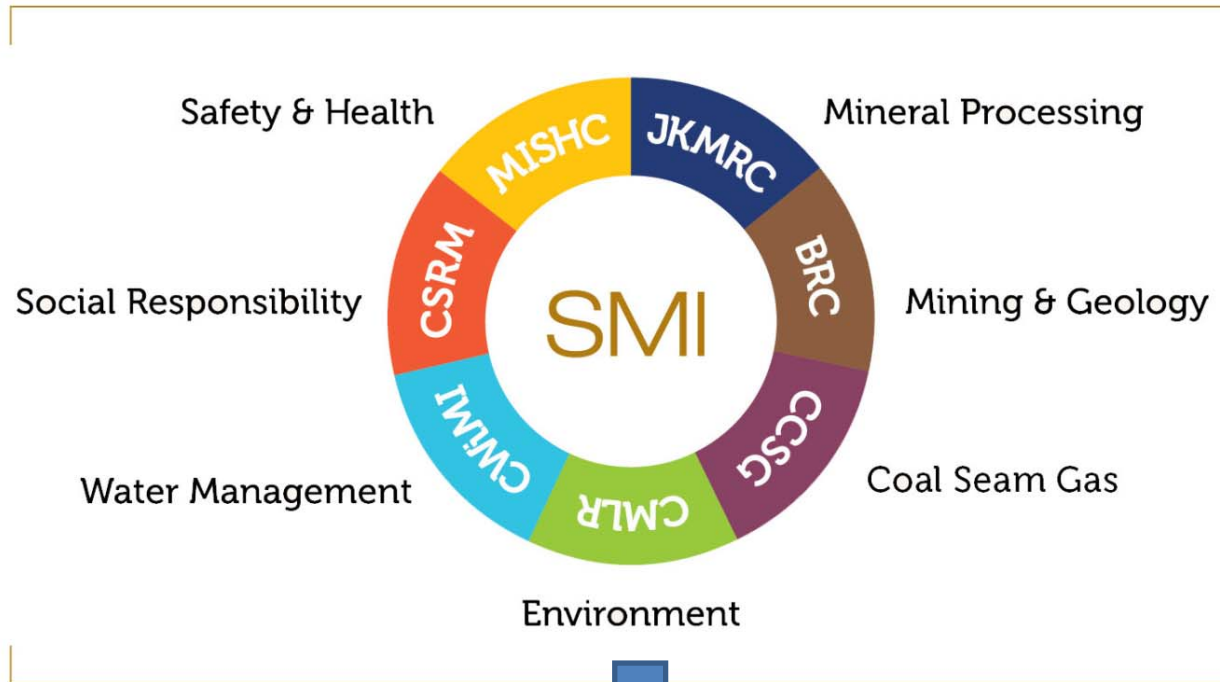 Safety & Health
Mineral Processing
MISHC
JKMRC
CSRM
BRC
Social Responsibility
SMI
Mining & Geology
CWiMI
CCSG
CMLR
Water Management
Coal Seam Gas
Environment